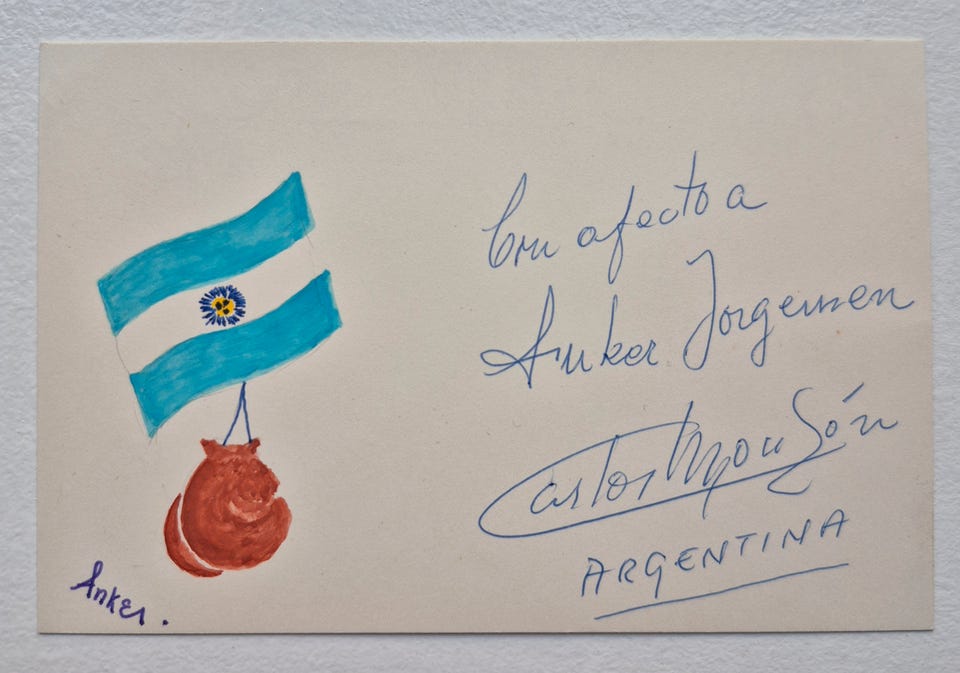 Con afecto a
Anker Jorgensen
Carlos Monzón
ARGENTINA
Anker.